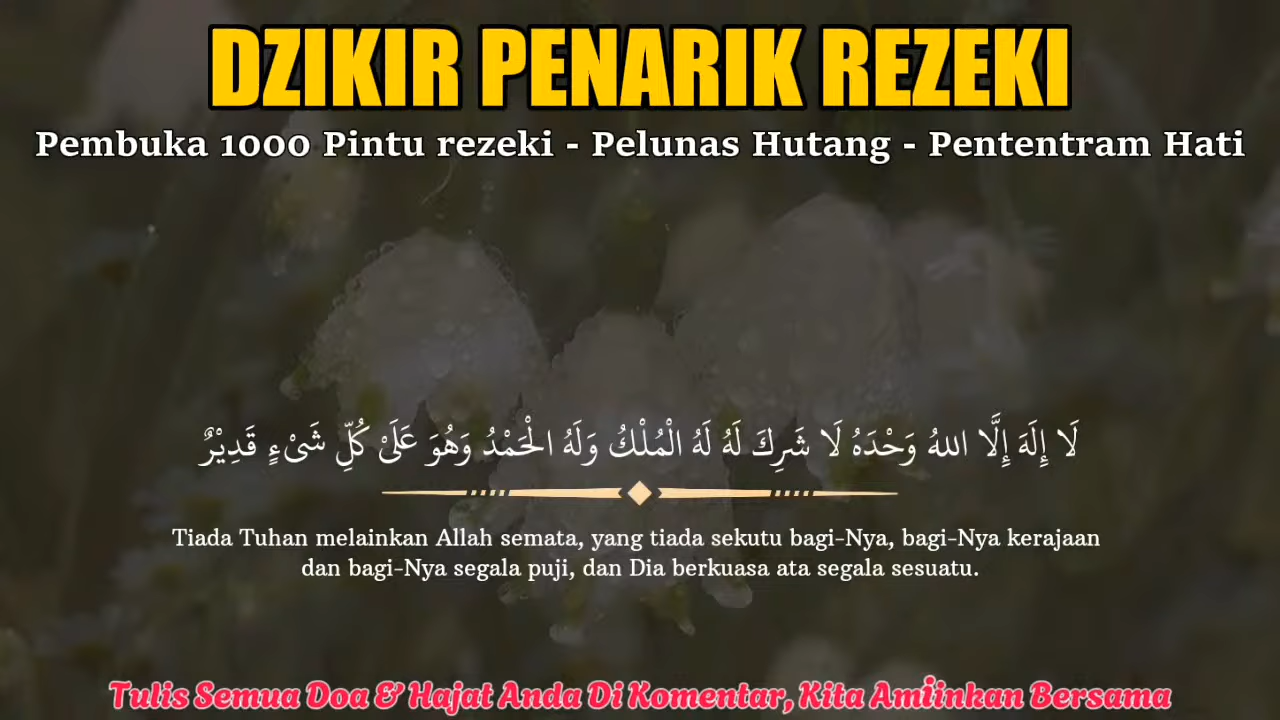 DZIKIR PENARIK REZEKI
Pembuka 1000 Pintu rezeki - Pelunas Hutang - Pententram Hati
لَا إِلَهَ إِلَّا اللهُ وَحْدَهُ لَا شَرِكَ لَهُ لَهُ الْمُلْكُ وَلَهُ الْحَمْدُ وَهُوَ عَلَىْ كُلِّ شَىْءٍ قَدِيْرٌ
Tiada Tuhan melainkan Allah semata, yang tiada sekutu bagi-Nya, bagi-Nya kerajaan
dan bagi-Nya segala puji, dan Dia berkuasa ata segala sesuatu.
Tulis Semua Doa & Hajat Anda Di Komentar, Kita Amiinkan Bersama